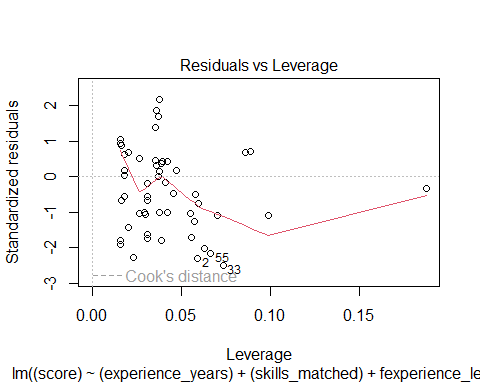 Residuals vs Leverage
Standardized residuals
2
1
0
-1
-2
-3
2
55
33
Cook's distance
0.00 0.05 0.10 0.15
Leverage
lm((score) ~ (experience_years) + (skills_matched) + fexperience_le